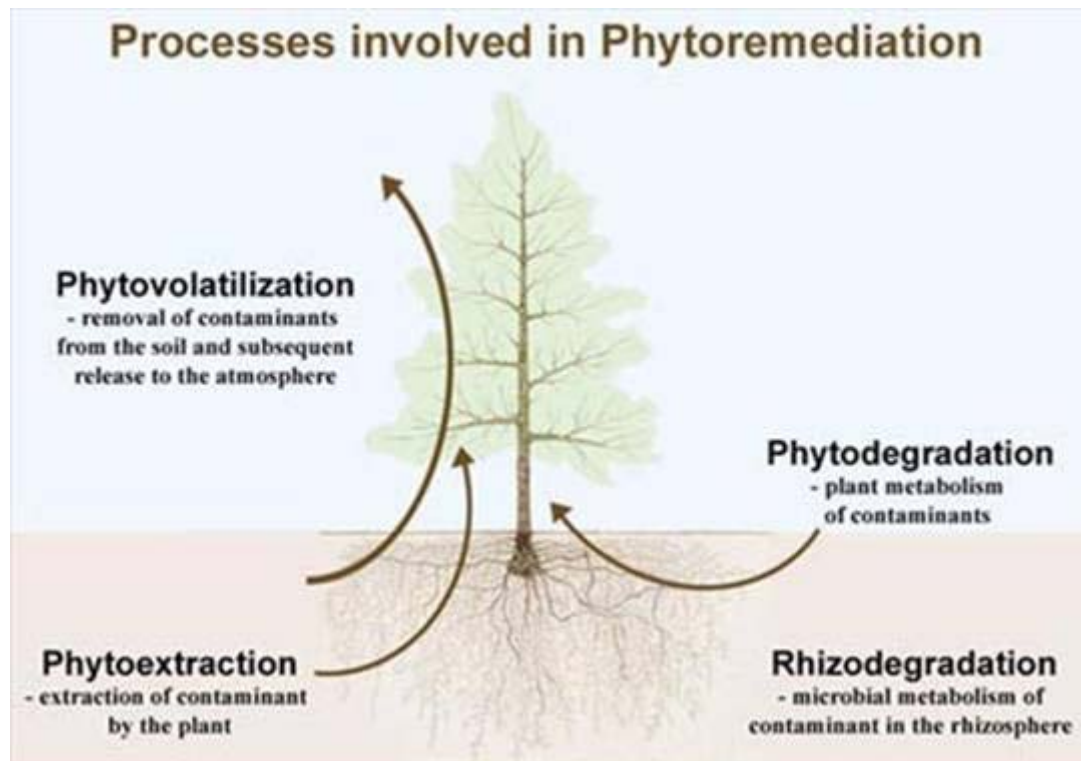 Processes involved in Phytoremediation
Phytovolatilization
- removal of contaminants
from the soil and subsequent
release to the atmosphere
Phytodegradation
- plant metabolism
of contaminants
Phytoextraction
- extraction of contaminant
by the plant
Rhizodegradation
- microbial metabolism of
contaminant in the rhizosphere